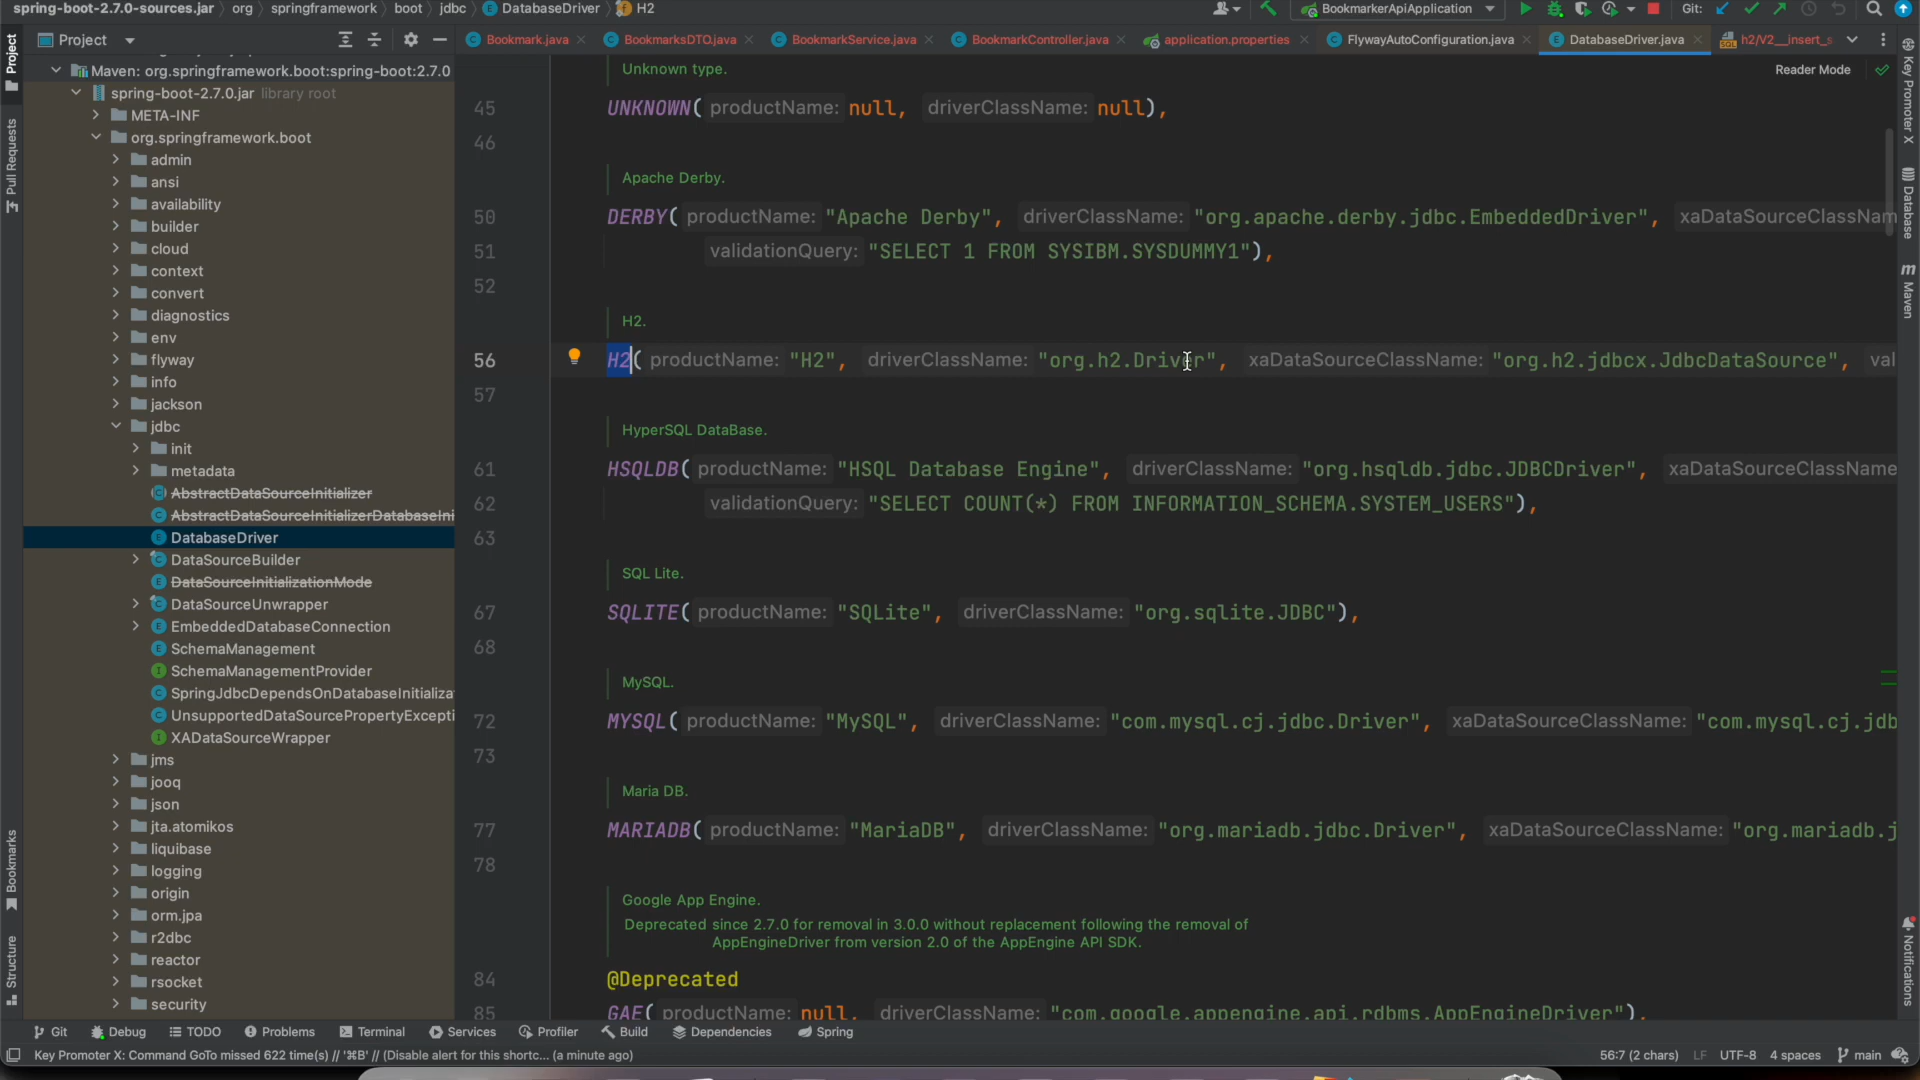 spring-boot-2.7.0-sources.jar 〉 org 〉 springframework 〉 boot 〉 jdbc 〉 DatabaseDriver 〉 H2
BookmarkerApiApplication
Git:
Project
Bookmark.java
BookmarksDTO.java
BookmarkService.java
BookmarkController.java
application.properties
FlywayAutoConfiguration.java
DatabaseDriver.java
h2/V2__insert_s
Reader Mode
Project
Pull Requests
Bookmarks
Structure
Maven: org.springframework.boot:spring-boot:2.7.0
spring-boot-2.7.0.jar library root
META-INF
org.springframework.boot
admin
ansi
availability
builder
cloud
context
convert
diagnostics
env
flyway
info
jackson
jdbc
init
metadata
AbstractDataSourceInitializer
AbstractDataSourceInitializerDatabaseIni
DatabaseDriver
DataSourceBuilder
DataSourceInitializationMode
DataSourceUnwrapper
EmbeddedDatabaseConnection
SchemaManagement
SchemaManagementProvider
SpringJdbcDependsOnDatabaseInitializa
UnsupportedDataSourcePropertyExcepti
XADataSourceWrapper
jms
jooq
json
jta.atomikos
liquibase
logging
origin
orm.jpa
r2dbc
reactor
rsocket
security
Unknown type.
45 UNKNOWN( productName: null, driverClassName: null),
46
Apache Derby.
50 DERBY( productName: "Apache Derby", driverClassName: "org.apache.derby.jdbc.EmbeddedDriver", xaDataSourceClassNam
51 validationQuery: "SELECT 1 FROM SYSIBM.SYSDUMMY1"),
52
H2.
56 H2( productName: "H2", driverClassName: "org.h2.Driver", xaDataSourceClassName: "org.h2.jdbcx.JdbcDataSource", val
57
HyperSQL DataBase.
61 HSQLDB( productName: "HSQL Database Engine", driverClassName: "org.hsqldb.jdbc.JDBCDriver", xaDataSourceClassName
62 validationQuery: "SELECT COUNT(*) FROM INFORMATION_SCHEMA.SYSTEM_USERS"),
63
SQL Lite.
67 SQLITE( productName: "SQLite", driverClassName: "org.sqlite.JDBC"),
68
MySQL.
72 MYSQL( productName: "MySQL", driverClassName: "com.mysql.cj.jdbc.Driver", xaDataSourceClassName: "com.mysql.cj.jdb
73
Maria DB.
77 MARIADB( productName: "MariaDB", driverClassName: "org.mariadb.jdbc.Driver", xaDataSourceClassName: "org.mariadb.j
78
Google App Engine.
Deprecated since 2.7.0 for removal in 3.0.0 without replacement following the removal of
AppEngineDriver from version 2.0 of the AppEngine API SDK.
84 @Deprecated
85 GAE( productName: null, driverClassName: "com.google.appengine.api.rdbms.AppEngineDriver"),
Key Promoter X
Database
Maven
Notifications
Git Debug TODO Problems Terminal Services Profiler Build Dependencies Spring
Key Promoter X: Command GoTo missed 622 time(s) // '⌘B' // (Disable alert for this shortc... (a minute ago)
56:7 (2 chars) LF UTF-8 4 spaces main